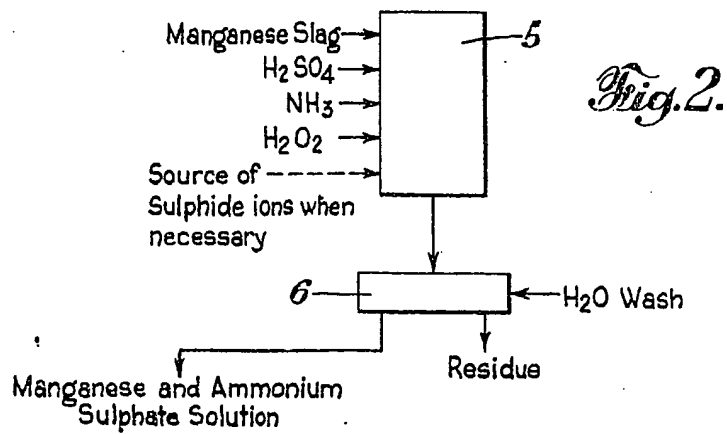 Manganese Slag
H2SO4
NH3
H2O2
Source of
Sulphide ions when
necessary
5
Fig. 2.
6
H2O Wash
Residue
Manganese and Ammonium
Sulphate Solution